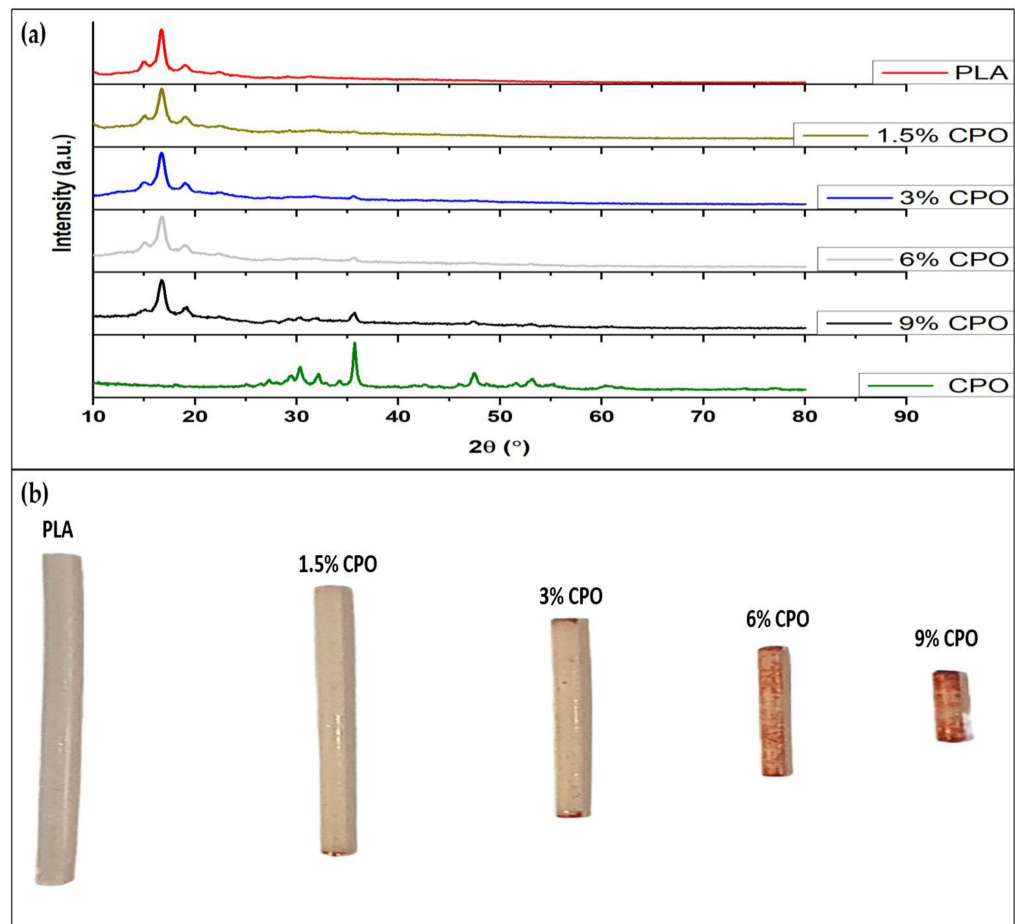 (a)
Intensity (a.u.)
PLA
1.5% CPO
3% CPO
6% CPO
9% CPO
CPO
10 20 30 40 50 60 70 80 90
2θ (°)
(b)
PLA
1.5% CPO
3% CPO
6% CPO
9% CPO